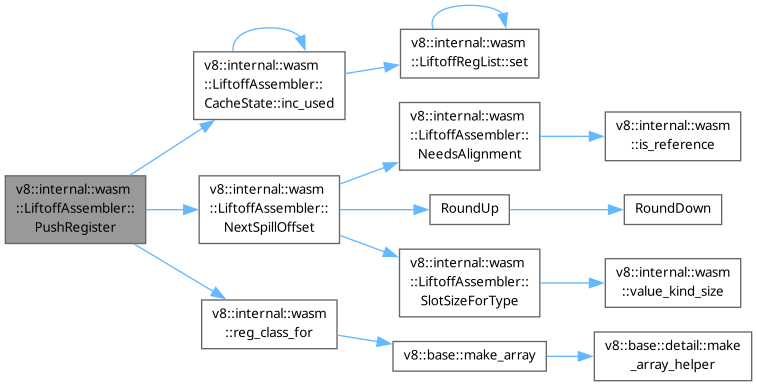 v8::internal::wasm
::LiftoffAssembler::
PushRegister
v8::internal::wasm
::LiftoffAssembler::
CacheState::inc_used
v8::internal::wasm
::LiftoffRegList::set
v8::internal::wasm
::LiftoffAssembler::
NextSpillOffset
v8::internal::wasm
::LiftoffAssembler::
NeedsAlignment
v8::internal::wasm
::is_reference
RoundUp
RoundDown
v8::internal::wasm
::LiftoffAssembler::
SlotSizeForType
v8::internal::wasm
::value_kind_size
v8::internal::wasm
::reg_class_for
v8::base::make_array
v8::base::detail::make
_array_helper